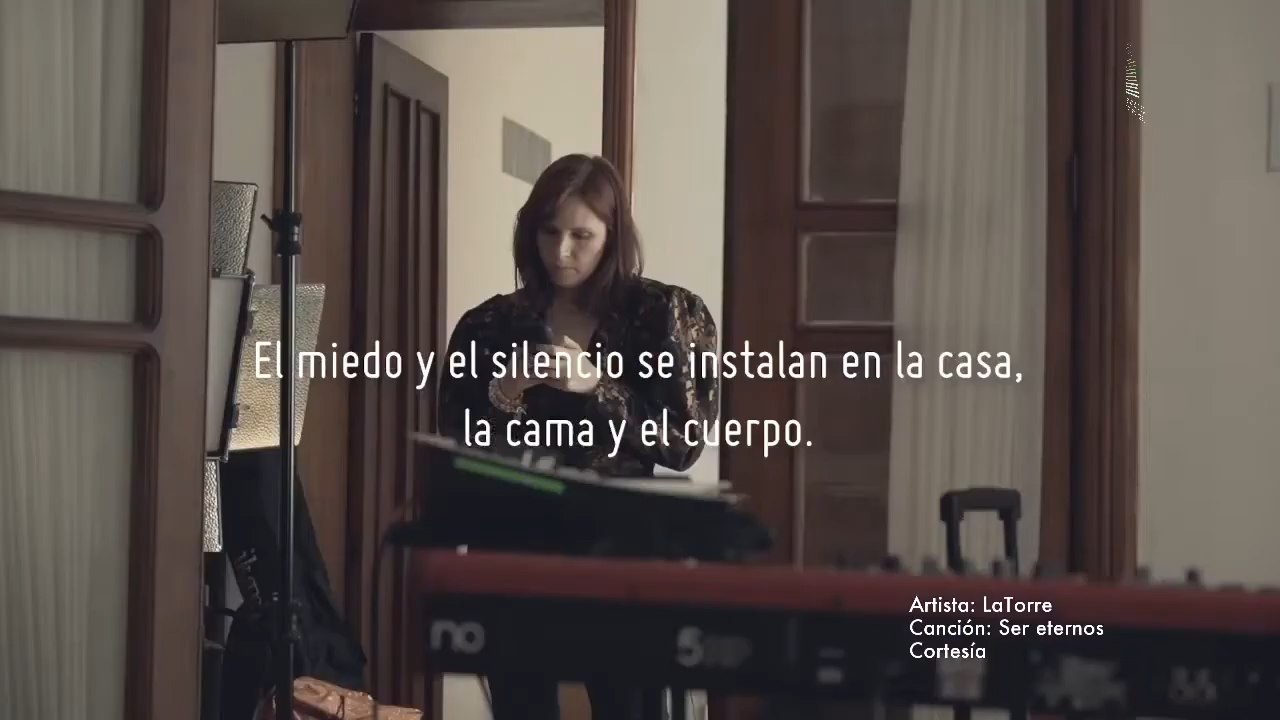 El miedo y el silencio se instalan en la casa,
la cama y el cuerpo.
Artista: LaTorre
Canción: Ser eternos
Cortesía
no